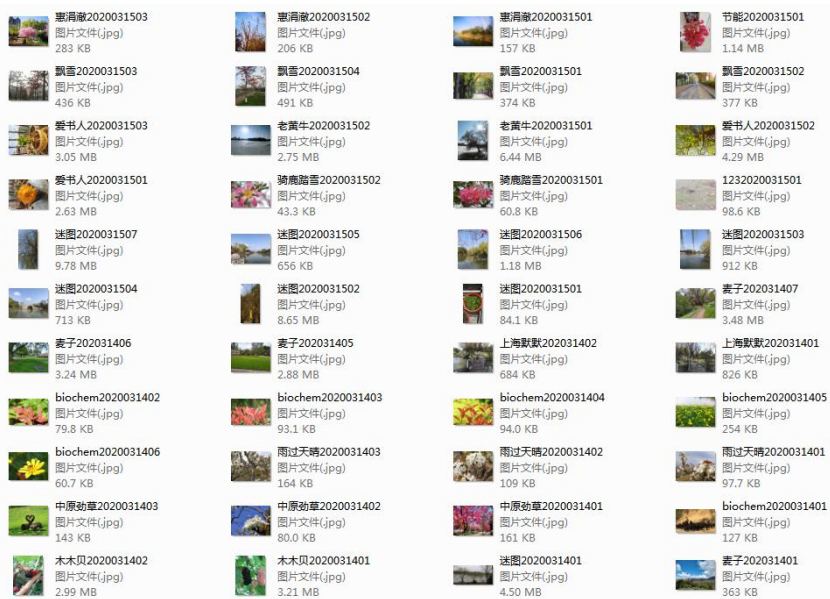 惠涓澈2020031503
图片文件(.jpg)
283 KB
惠涓澈2020031502
图片文件(.jpg)
206 KB
惠涓澈2020031501
图片文件(.jpg)
157 KB
节能2020031501
图片文件(.jpg)
1.14 MB
飘雪2020031503
图片文件(.jpg)
436 KB
飘雪2020031504
图片文件(.jpg)
491 KB
飘雪2020031501
图片文件(.jpg)
374 KB
飘雪2020031502
图片文件(.jpg)
377 KB
爱书人2020031503
图片文件(.jpg)
3.05 MB
老黄牛2020031502
图片文件(.jpg)
2.75 MB
老黄牛2020031501
图片文件(.jpg)
6.44 MB
爱书人2020031502
图片文件(.jpg)
4.29 MB
爱书人2020031501
图片文件(.jpg)
2.63 MB
骑鹿踏雪2020031502
图片文件(.jpg)
43.3 KB
骑鹿踏雪2020031501
图片文件(.jpg)
60.8 KB
1232020031501
图片文件(.jpg)
98.6 KB
迷图2020031507
图片文件(.jpg)
9.78 MB
迷图2020031505
图片文件(.jpg)
656 KB
迷图2020031506
图片文件(.jpg)
1.18 MB
迷图2020031503
图片文件(.jpg)
912 KB
迷图2020031504
图片文件(.jpg)
713 KB
迷图2020031502
图片文件(.jpg)
8.65 MB
迷图2020031501
图片文件(.jpg)
84.1 KB
麦子202031407
图片文件(.jpg)
3.48 MB
麦子202031406
图片文件(.jpg)
3.24 MB
麦子202031405
图片文件(.jpg)
2.88 MB
上海默默2020031402
图片文件(.jpg)
684 KB
上海默默2020031401
图片文件(.jpg)
826 KB
biochem2020031402
图片文件(.jpg)
79.8 KB
biochem2020031403
图片文件(.jpg)
93.1 KB
biochem2020031404
图片文件(.jpg)
94.0 KB
biochem2020031405
图片文件(.jpg)
254 KB
biochem2020031406
图片文件(.jpg)
60.7 KB
雨过天晴2020031403
图片文件(.jpg)
164 KB
雨过天晴2020031402
图片文件(.jpg)
109 KB
雨过天晴2020031401
图片文件(.jpg)
97.7 KB
中原劲草2020031403
图片文件(.jpg)
143 KB
中原劲草2020031402
图片文件(.jpg)
80.0 KB
中原劲草2020031401
图片文件(.jpg)
161 KB
biochem2020031401
图片文件(.jpg)
127 KB
木木贝2020031402
图片文件(.jpg)
2.99 MB
木木贝2020031401
图片文件(.jpg)
3.21 MB
迷图2020031401
图片文件(.jpg)
4.50 MB
麦子202031401
图片文件(.jpg)
363 KB